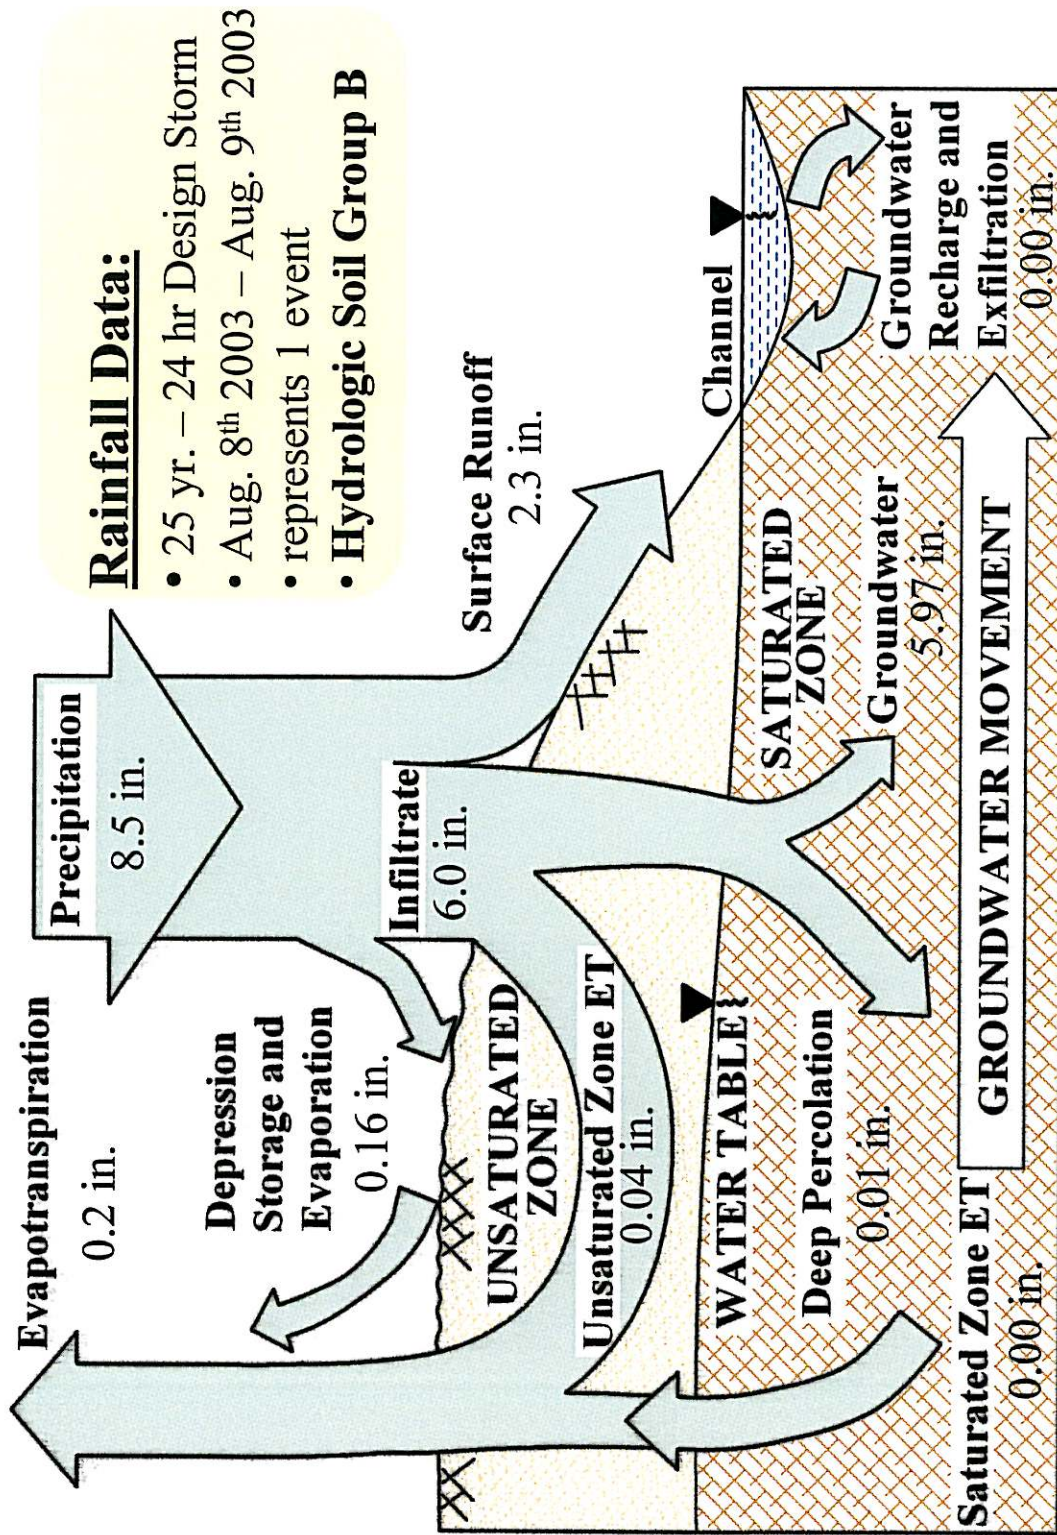 Evapotranspiration
0.2 in.
Precipitation
8.5 in.
Rainfall Data:
• 25 yr. – 24 hr Design Storm
• Aug. 8th 2003 – Aug. 9th 2003
• represents 1 event
• Hydrologic Soil Group B
Depression
Storage and
Evaporation
0.16 in.
Infiltrate
6.0 in.
Surface Runoff
2.3 in.
UNSATURATED
ZONE
Unsaturated Zone ET
0.04 in.
Channel
WATER TABLE
SATURATED
ZONE
Deep Percolation
0.01 in.
Groundwater
5.97 in.
Groundwater
Recharge and
Exfiltration
0.00 in.
Saturated Zone ET
0.00 in.
GROUNDWATER MOVEMENT